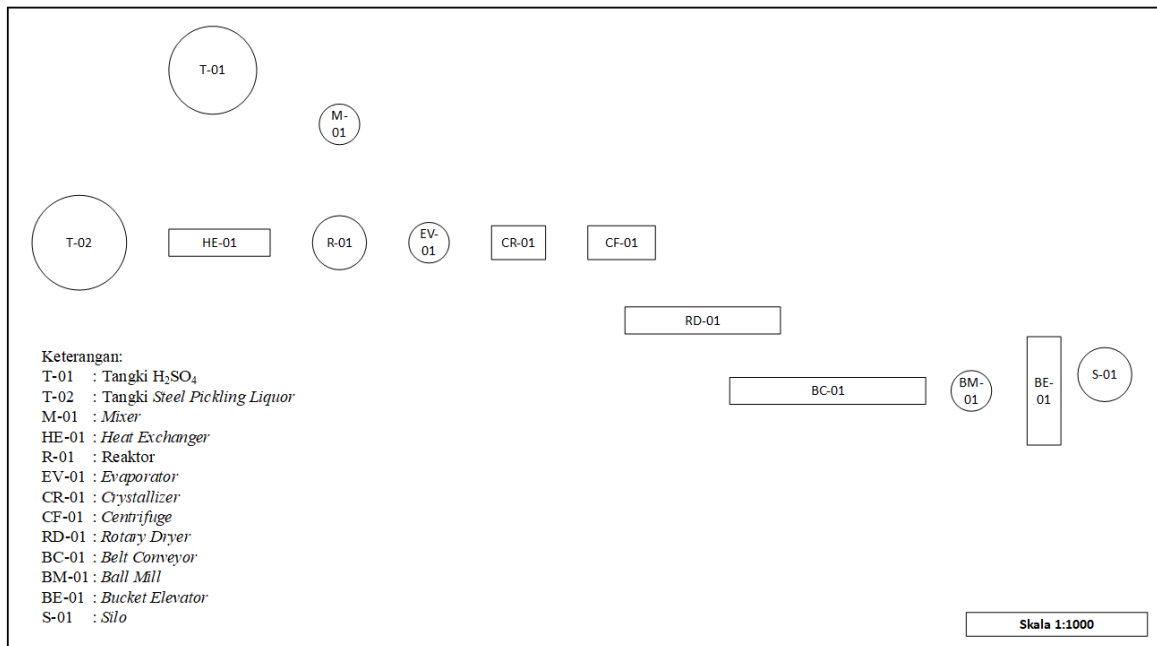 T-01
M-
01
T-02
HE-01
R-01
EV-
01
CR-01
CF-01
RD-01
BC-01
BM-
01
BE-
01
S-01
Keterangan:
T-01 : Tangki H₂SO₄
T-02 : Tangki Steel Pickling Liquor
M-01 : Mixer
HE-01 : Heat Exchanger
R-01 : Reaktor
EV-01 : Evaporator
CR-01 : Crystallizer
CF-01 : Centrifuge
RD-01 : Rotary Dryer
BC-01 : Belt Conveyor
BM-01 : Ball Mill
BE-01 : Bucket Elevator
S-01 : Silo
Skala 1:1000